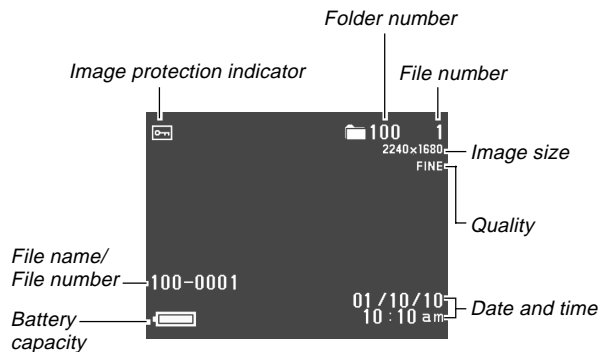 Folder number
Image protection indicator
File number
100 1
2240×1680
Image size
FINE
Quality
File name/
File number
100-0001
01/10/10
10:10 am
Date and time
Battery
capacity